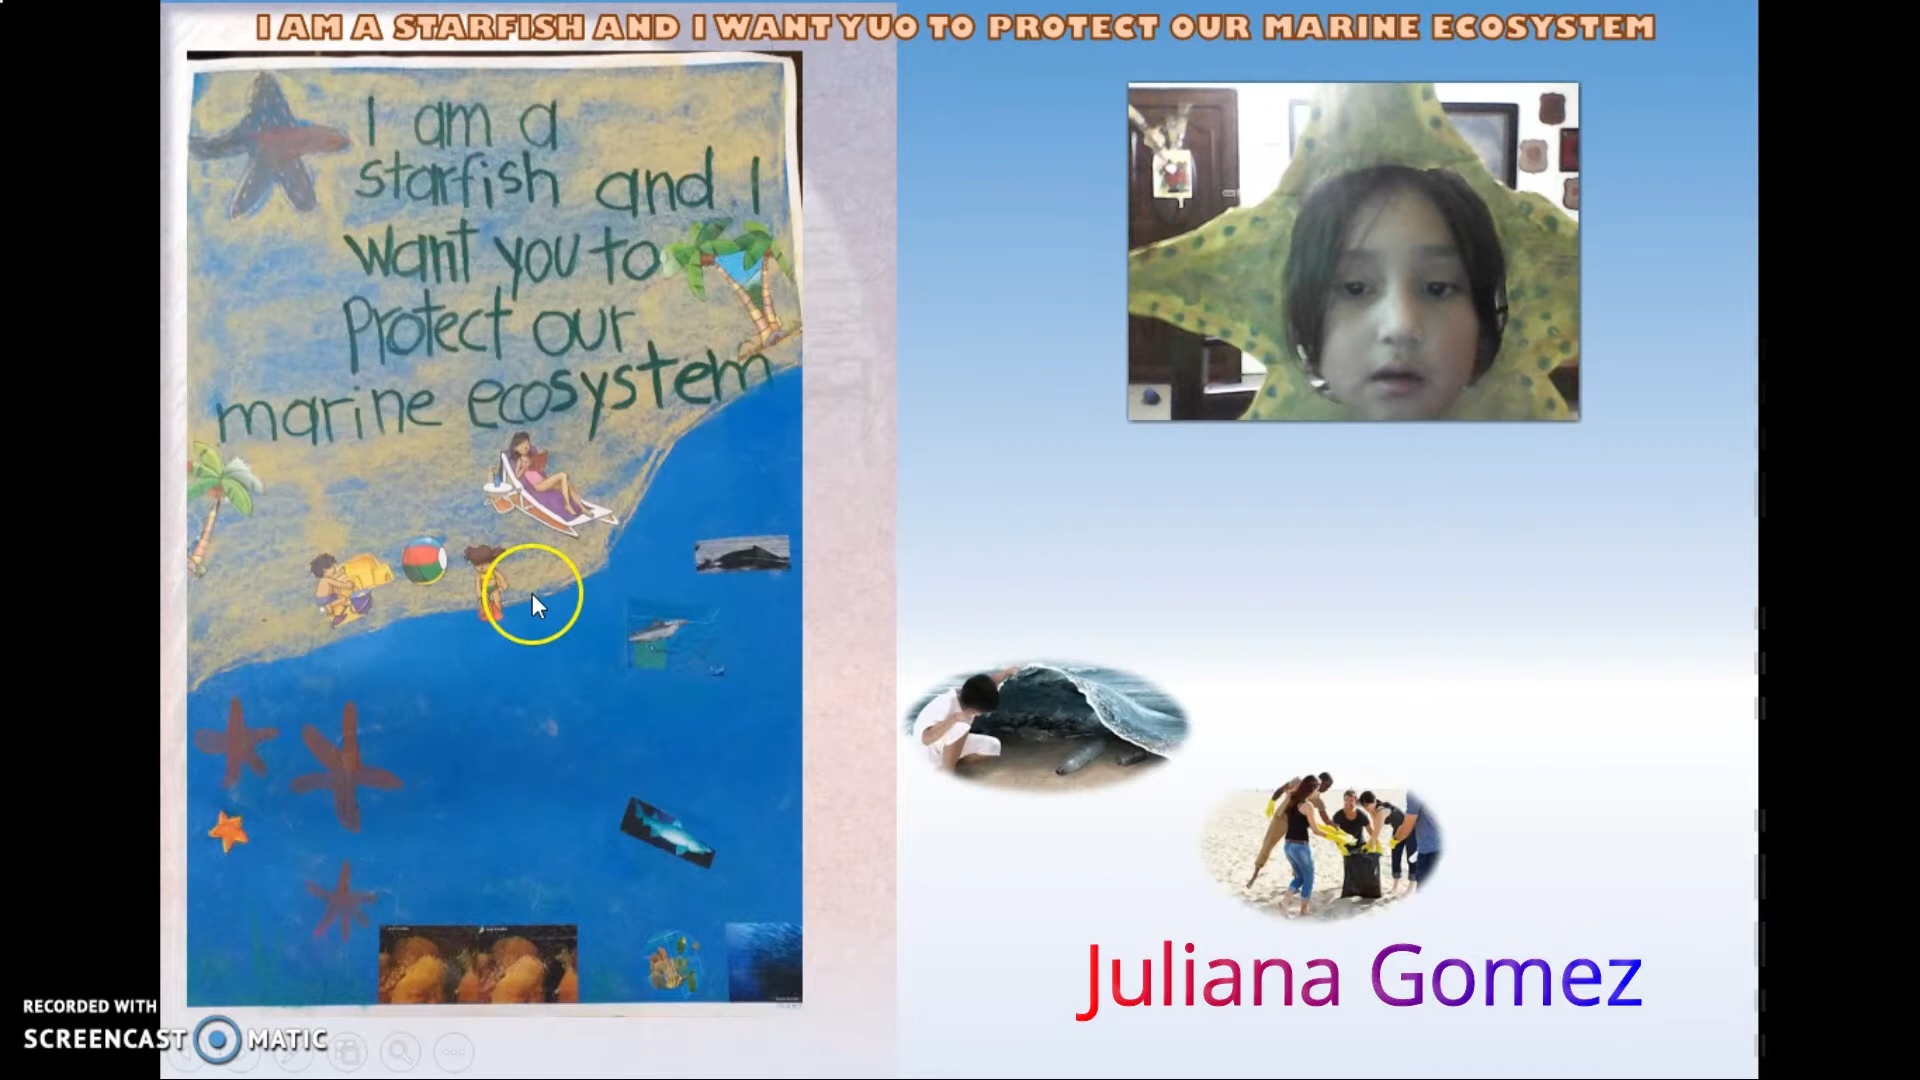 I AM A STARFISH AND I WANT YUO TO PROTECT OUR MARINE ECOSYSTEM
I am a
starfish and I
want you to
Protect our
marine ecosystem
Juliana Gomez
RECORDED WITH
SCREENCAST MATIC